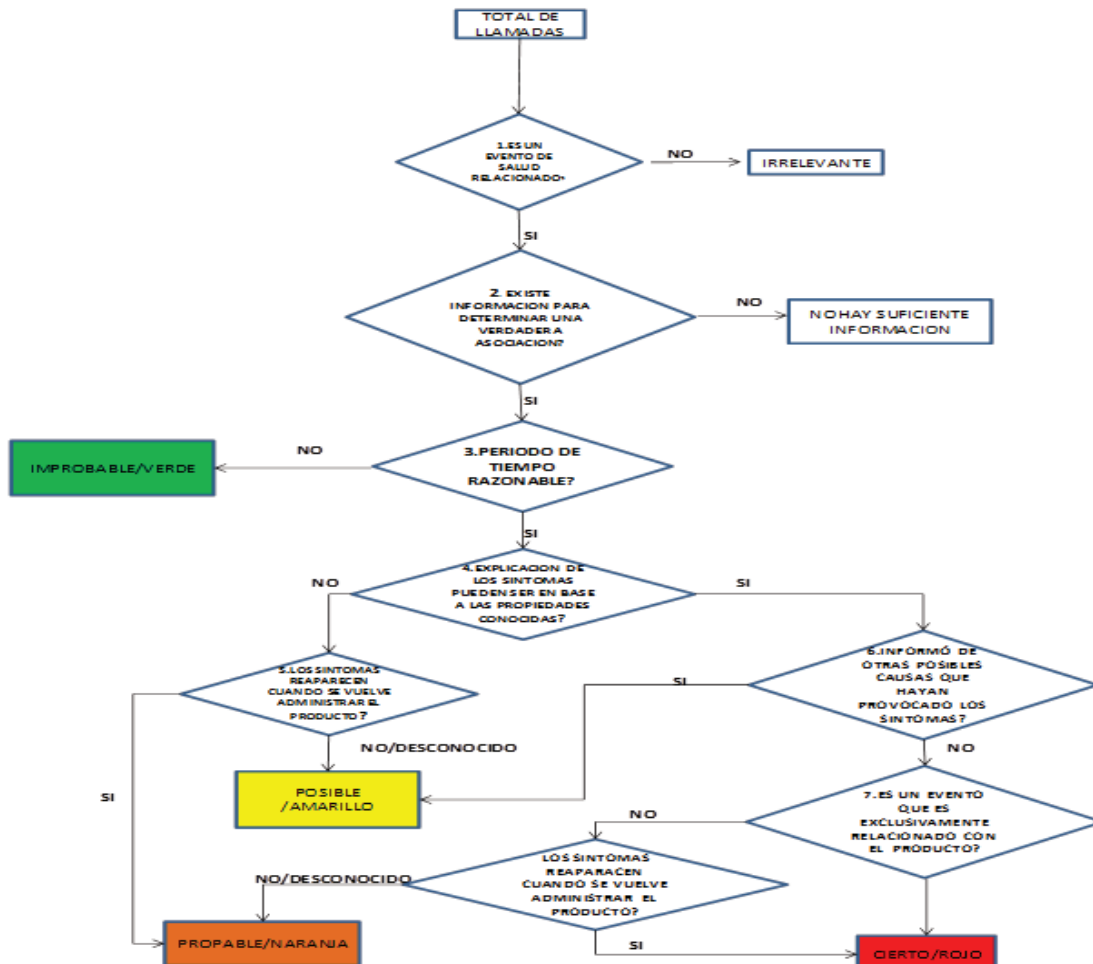 TOTAL DE
LLAMADAS
1.ES UN
EVENTO DE
SALUD
RELACIONADO?
NO
IRRELEVANTE
SI
2. EXISTE
INFORMACION PARA
DETERMINAR UNA
VERDADERA
ASOCIACION?
NO
NO HAY SUFICIENTE
INFORMACION
SI
3.PERIODO DE
TIEMPO
RAZONABLE?
NO
IMPROBABLE/VERDE
SI
4.EXPLICACION DE
LOS SINTOMAS
PUEDEN SER EN BASE
A LAS PROPIEDADES
CONOCIDAS?
NO
SI
5.LOS SINTOMAS
REAPARECEN
CUANDO SE VUELVE
ADMINISTRAR EL
PRODUCTO?
6.INFORMÓ DE
OTRAS POSIBLES
CAUSAS QUE
HAYAN
PROVOCADO LOS
SINTOMAS?
SI
NO/DESCONOCIDO
NO
SI
POSIBLE
/AMARILLO
7.ES UN EVENTO
QUE ES
EXCLUSIVAMENTE
RELACIONADO CON
EL PRODUCTO?
NO
LOS SINTOMAS
REAPARACEN
CUANDO SE VUELVE
ADMINISTRAR EL
PRODUCTO?
NO/DESCONOCIDO
SI
PROPABLE/NARANJA
CIERTO/ROJO